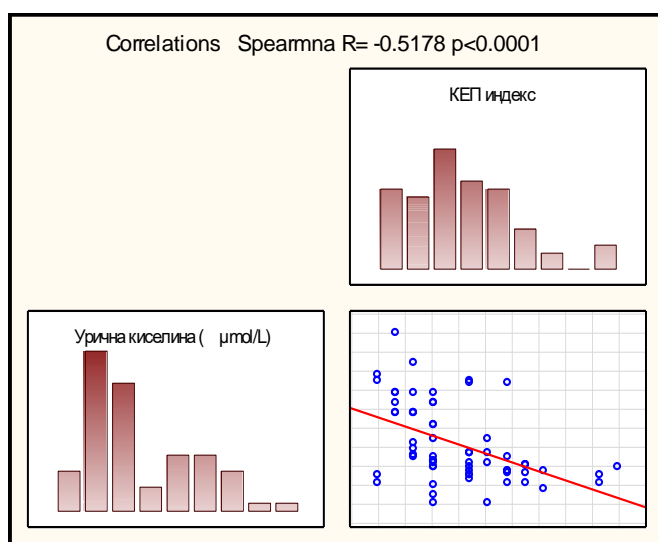 Correlations Spearmna R= -0.5178 p<0.0001
КЕП индекс
Урична киселина ( μmol/L)